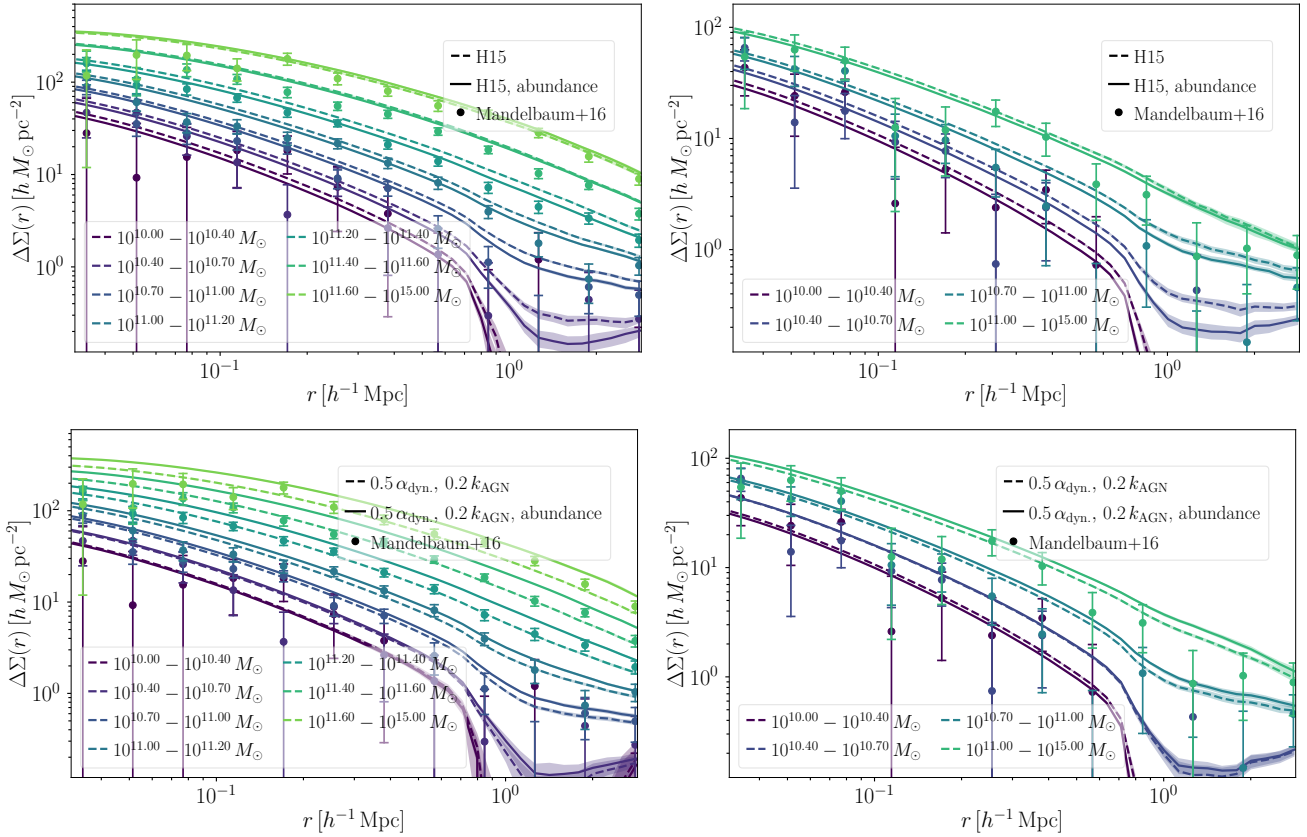 10²
10¹
10⁰
ΔΣ(r) [h M⊙ pc⁻²]
H15
H15, abundance
Mandelbaum+16
10^10.00 − 10^10.40 M⊙
10^11.20 − 10^11.40 M⊙
10^10.40 − 10^10.70 M⊙
10^11.40 − 10^11.60 M⊙
10^10.70 − 10^11.00 M⊙
10^11.60 − 10^15.00 M⊙
10^11.00 − 10^11.20 M⊙
10⁻¹
10⁰
r [h⁻¹ Mpc]
10²
10¹
10⁰
ΔΣ(r) [h M⊙ pc⁻²]
H15
H15, abundance
Mandelbaum+16
10^10.00 − 10^10.40 M⊙
10^10.70 − 10^11.00 M⊙
10^10.40 − 10^10.70 M⊙
10^11.00 − 10^15.00 M⊙
10⁻¹
10⁰
r [h⁻¹ Mpc]
10²
10¹
10⁰
ΔΣ(r) [h M⊙ pc⁻²]
0.5 α_dyn., 0.2 k_AGN
0.5 α_dyn., 0.2 k_AGN, abundance
Mandelbaum+16
10^10.00 − 10^10.40 M⊙
10^11.20 − 10^11.40 M⊙
10^10.40 − 10^10.70 M⊙
10^11.40 − 10^11.60 M⊙
10^10.70 − 10^11.00 M⊙
10^11.60 − 10^15.00 M⊙
10^11.00 − 10^11.20 M⊙
10⁻¹
10⁰
r [h⁻¹ Mpc]
10²
10¹
10⁰
ΔΣ(r) [h M⊙ pc⁻²]
0.5 α_dyn., 0.2 k_AGN
0.5 α_dyn., 0.2 k_AGN, abundance
Mandelbaum+16
10^10.00 − 10^10.40 M⊙
10^10.70 − 10^11.00 M⊙
10^10.40 − 10^10.70 M⊙
10^11.00 − 10^15.00 M⊙
10⁻¹
10⁰
r [h⁻¹ Mpc]